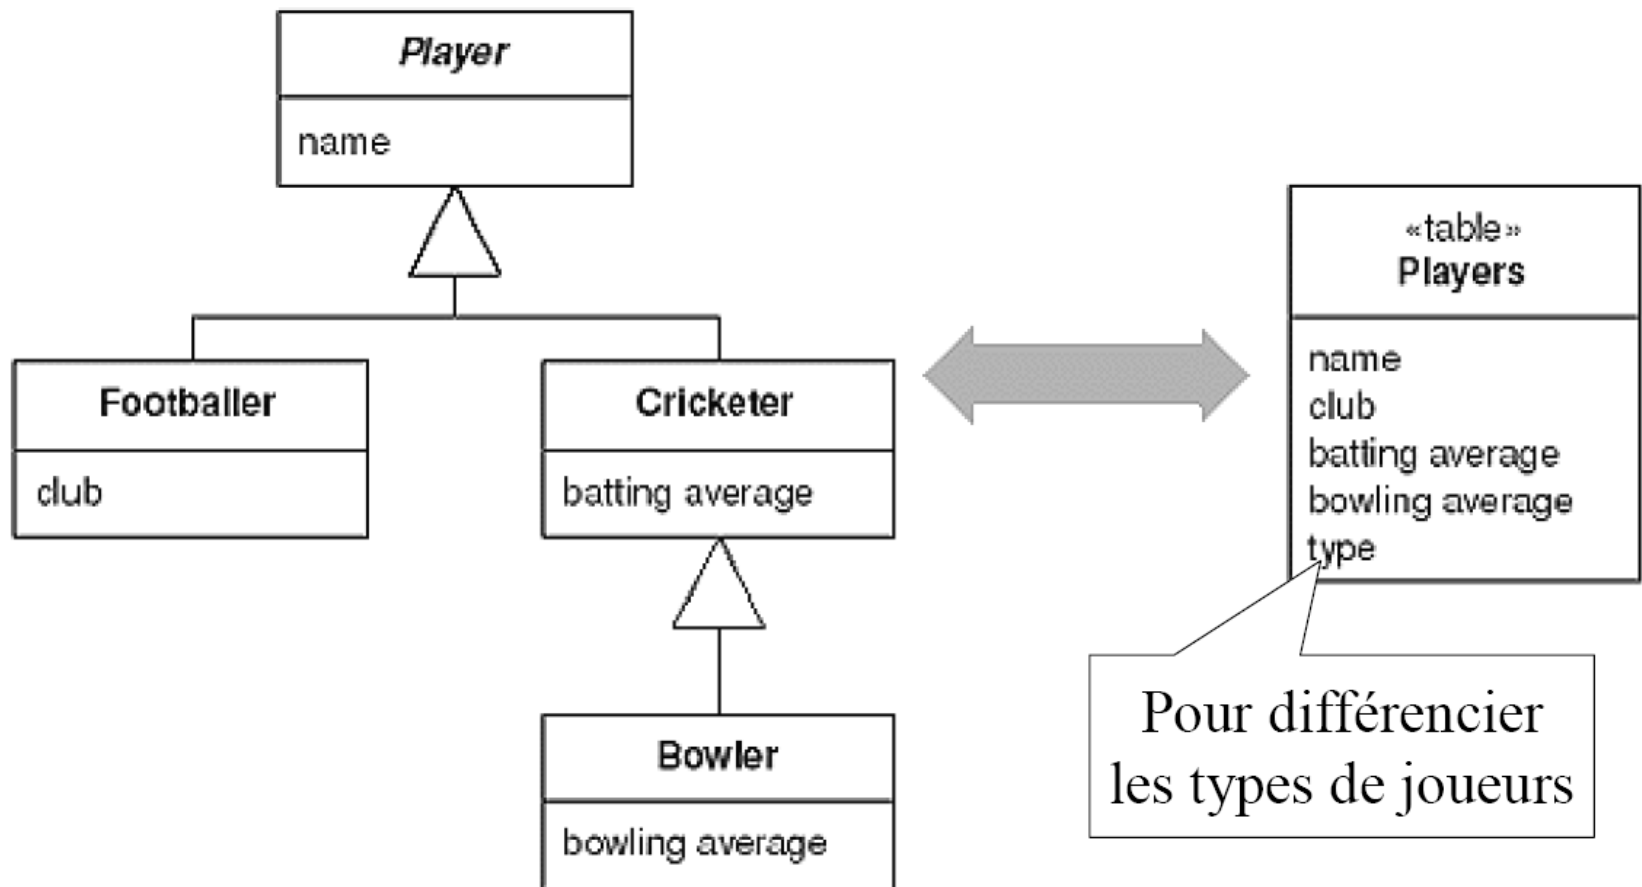 Player
name
Footballer
club
Cricketer
batting average
Bowler
bowling average
«table»
Players
name
club
batting average
bowling average
type
Pour différencier
les types de joueurs